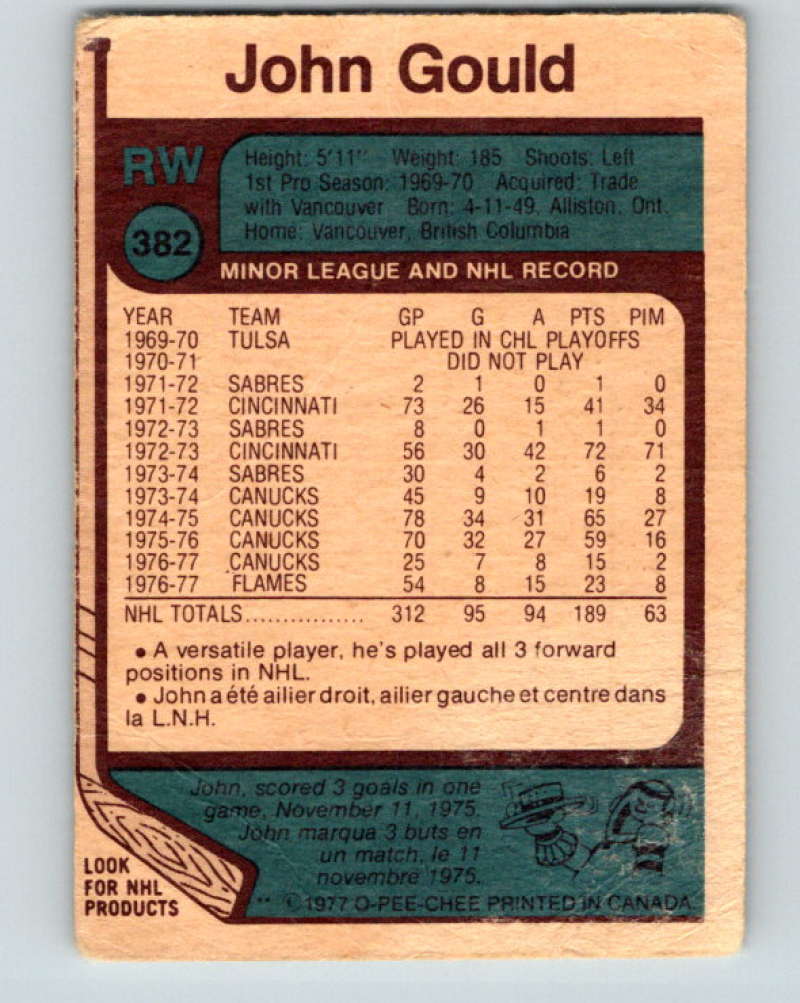 John Gould
RW
382
Height: 5'11" Weight: 185 Shoots: Left
1st Pro Season: 1969-70 Acquired: Trade
with Vancouver Born: 4-11-49, Alliston, Ont.
Home: Vancouver, British Columbia
MINOR LEAGUE AND NHL RECORD
YEAR TEAM GP G A PTS PIM
1969-70 TULSA PLAYED IN CHL PLAYOFFS
1970-71 DID NOT PLAY
1971-72 SABRES 2 1 0 1 0
1971-72 CINCINNATI 73 26 15 41 34
1972-73 SABRES 8 0 1 1 0
1972-73 CINCINNATI 56 30 42 72 71
1973-74 SABRES 30 4 2 6 2
1973-74 CANUCKS 45 9 10 19 8
1974-75 CANUCKS 78 34 31 65 27
1975-76 CANUCKS 70 32 27 59 16
1976-77 CANUCKS 25 7 8 15 2
1976-77 FLAMES 54 8 15 23 8
NHL TOTALS................ 312 95 94 189 63
• A versatile player, he's played all 3 forward
positions in NHL.
• John a été ailier droit, ailier gauche et centre dans
la L.N.H.
John, scored 3 goals in one
game, November 11, 1975.
John marqua 3 buts en
un match, le 11
novembre 1975.
LOOK
FOR NHL
PRODUCTS
** © 1977 O-PEE-CHEE PRINTED IN CANADA